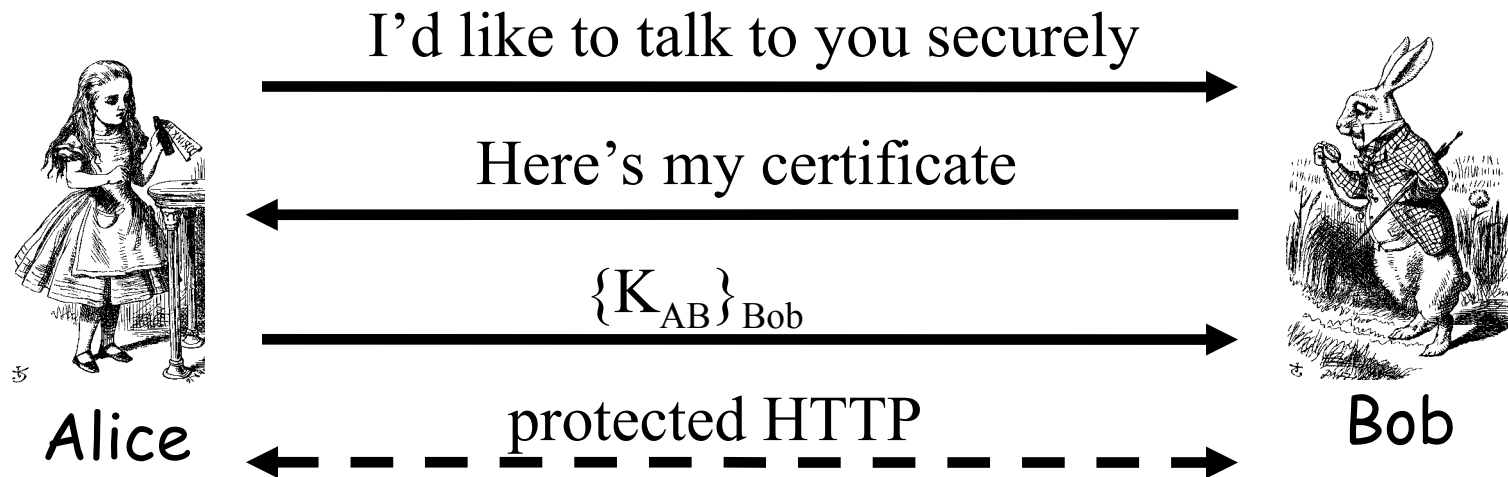 I’d like to talk to you securely
Here’s my certificate
{K_AB}_Bob
protected HTTP
Alice
Bob